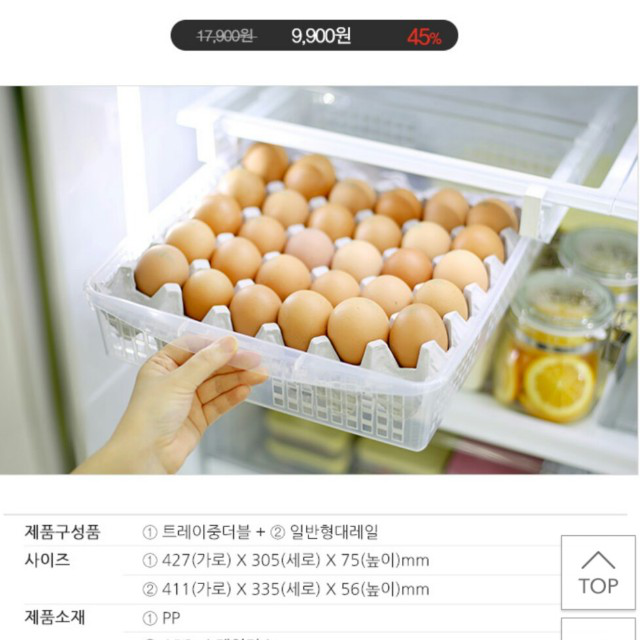 17,900원 9,900원 45%
제품구성품 ① 트레이중더블 + ② 일반형대레일
사이즈 ① 427(가로) X 305(세로) X 75(높이)mm
② 411(가로) X 335(세로) X 56(높이)mm
TOP
제품소재 ① PP